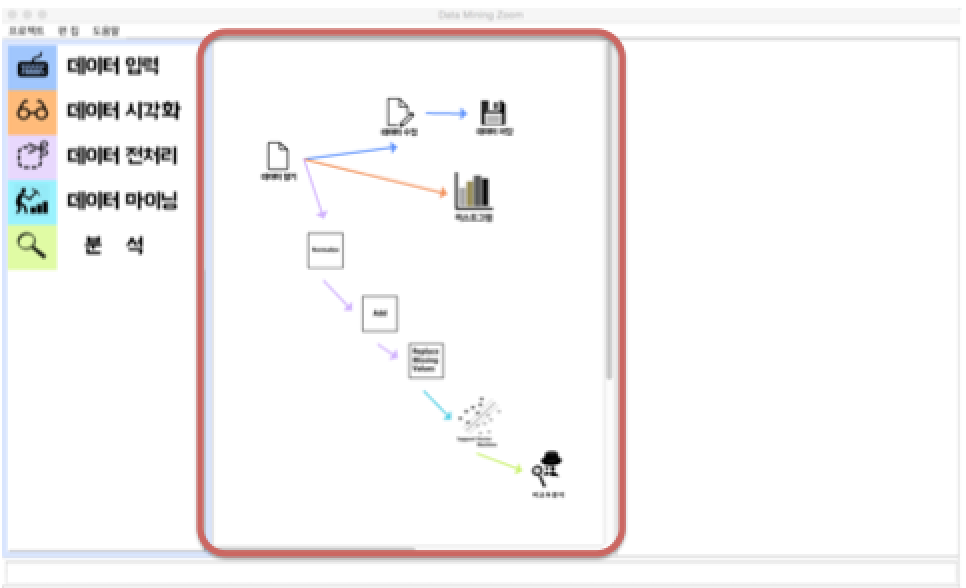 Data Mining Zoom
프로젝트 편집 도움말
데이터 입력
데이터 시각화
데이터 전처리
데이터 마이닝
분 석
데이터 수정
데이터 저장
데이터 열기
히스토그램
Normalize
Add
Replace
Missing
Values
Support Vector
Machine